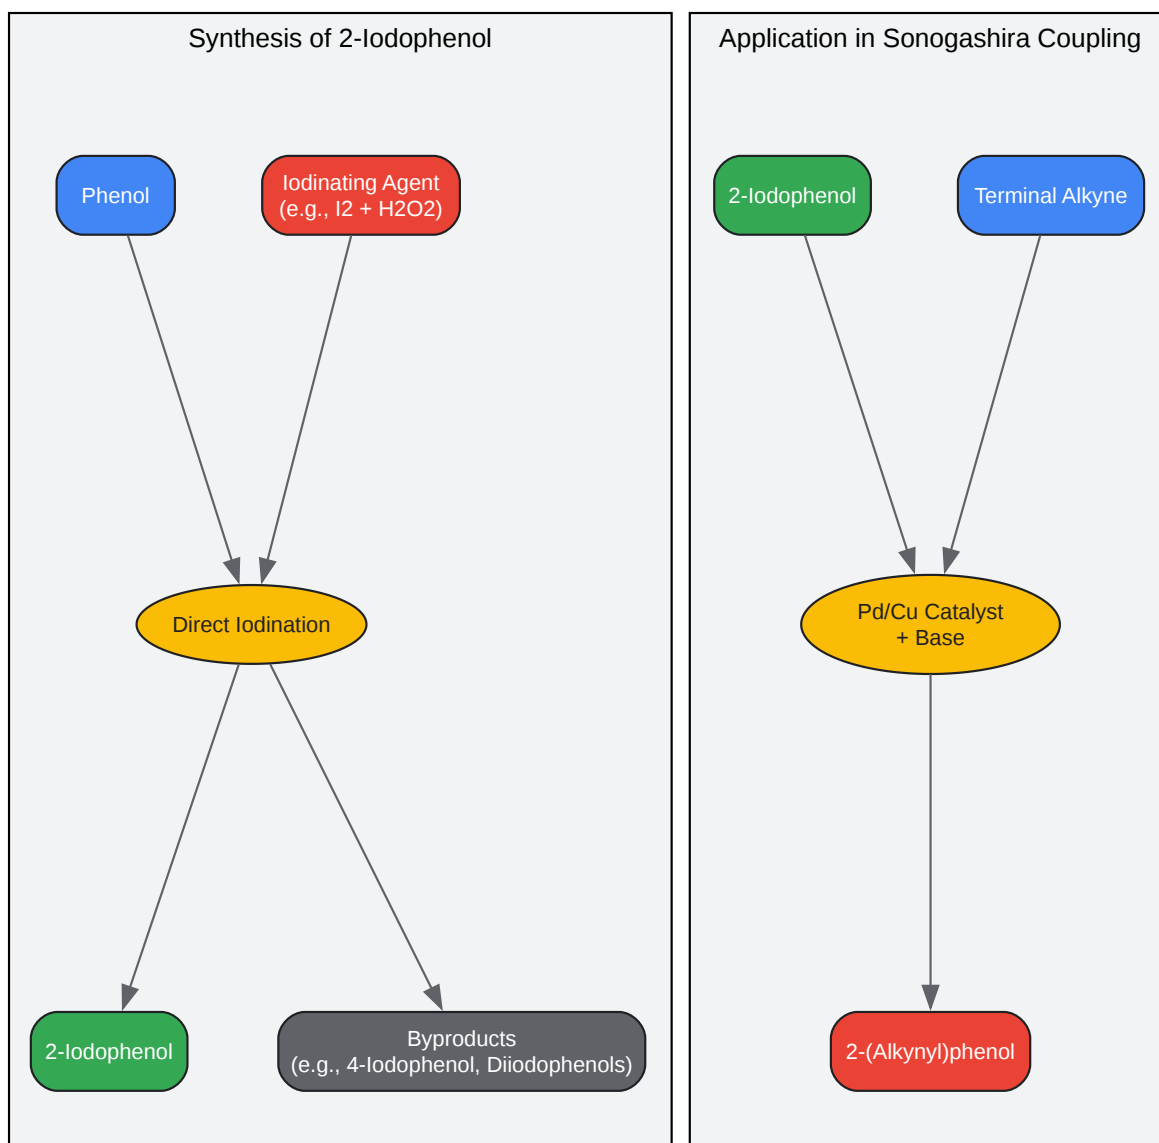 Synthesis of 2-Iodophenol
Phenol
Iodinating Agent
(e.g., I2 + H2O2)
Direct Iodination
2-Iodophenol
Byproducts
(e.g., 4-Iodophenol, Diiodophenols)
Application in Sonogashira Coupling
2-Iodophenol
Terminal Alkyne
Pd/Cu Catalyst
+ Base
2-(Alkynyl)phenol